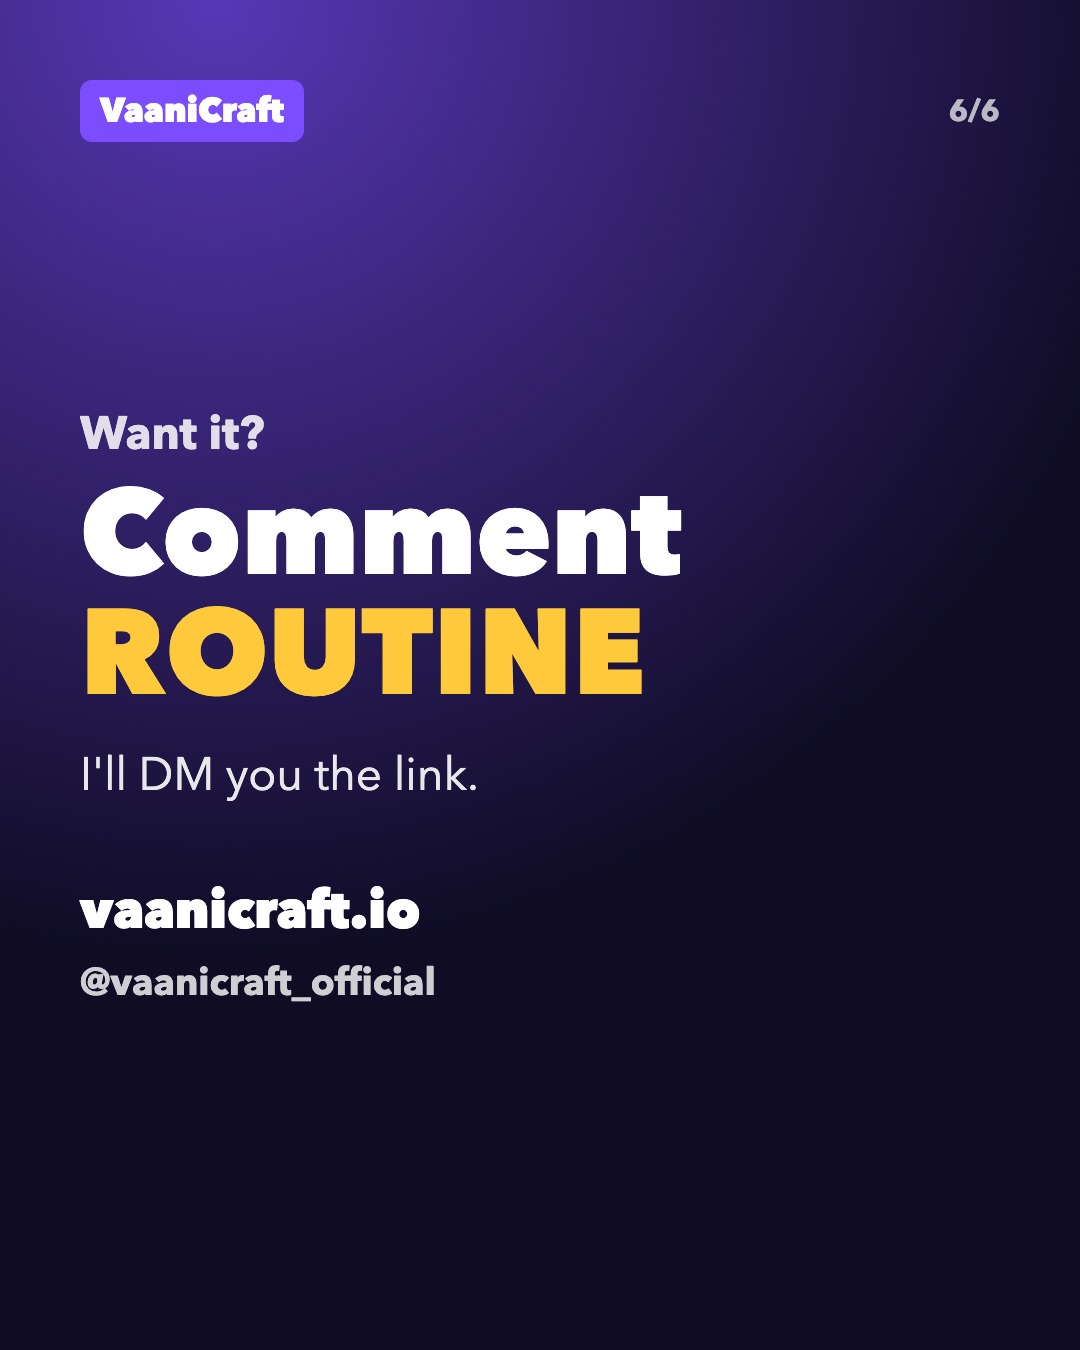 VaaniCraft
6/6
Want it?
Comment
ROUTINE
I'll DM you the link.
vaanicraft.io
@vaanicraft_official